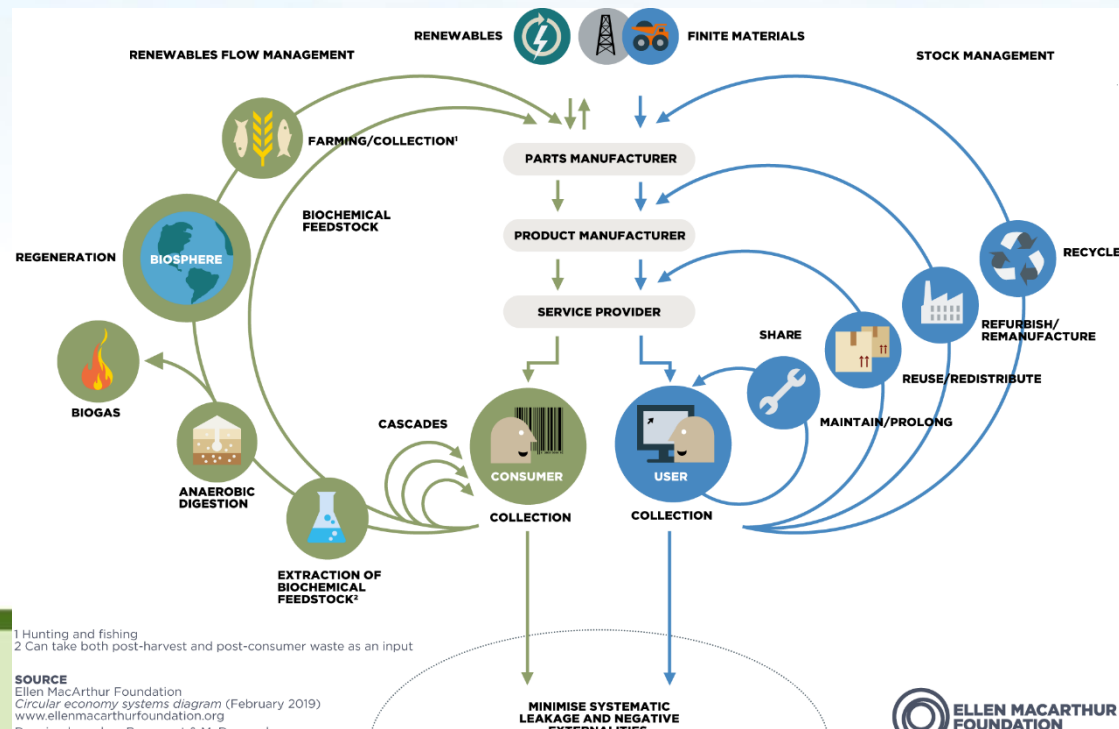 RENEWABLES
FINITE MATERIALS
RENEWABLES FLOW MANAGEMENT
STOCK MANAGEMENT
FARMING/COLLECTION¹
PARTS MANUFACTURER
BIOCHEMICAL
FEEDSTOCK
PRODUCT MANUFACTURER
REGENERATION
BIOSPHERE
RECYCLE
SERVICE PROVIDER
SHARE
REFURBISH/
REMANUFACTURE
REUSE/REDISTRIBUTE
BIOGAS
CASCADES
MAINTAIN/PROLONG
CONSUMER
USER
ANAEROBIC
DIGESTION
COLLECTION
COLLECTION
EXTRACTION OF
BIOCHEMICAL
FEEDSTOCK²
1 Hunting and fishing
2 Can take both post-harvest and post-consumer waste as an input
SOURCE
Ellen MacArthur Foundation
Circular economy systems diagram (February 2019)
www.ellenmacarthurfoundation.org
MINIMISE SYSTEMATIC
LEAKAGE AND NEGATIVE
EXTERNALITIES
ELLEN MACARTHUR
FOUNDATION